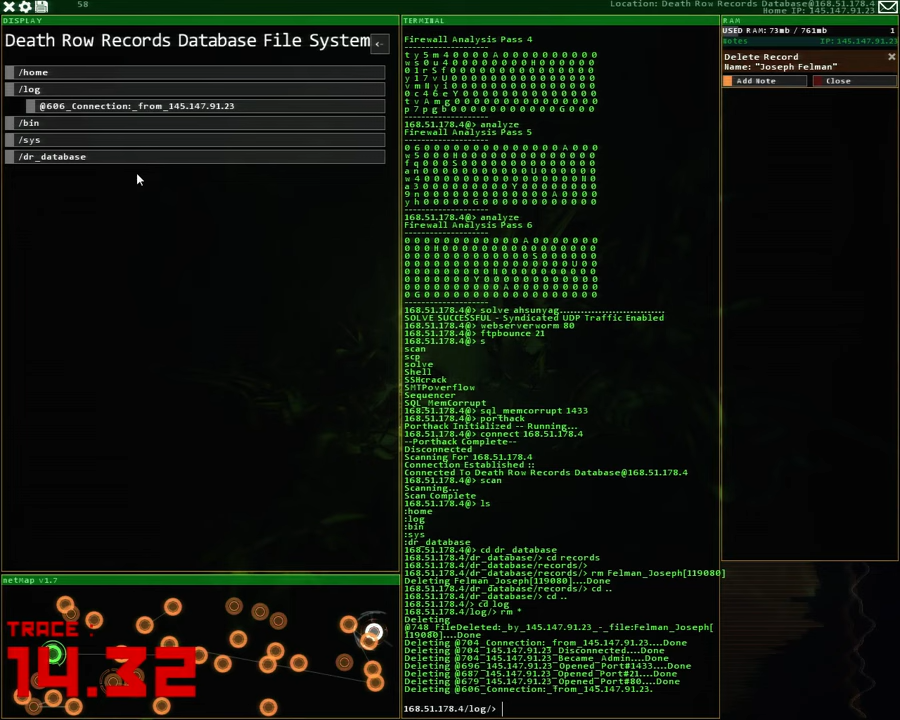 58
Location: Death Row Records Database@168.51.178.4
Home IP: 145.147.91.23
DISPLAY
Death Row Records Database File System
<-
/home
/log
@606_Connection:_from_145.147.91.23
/bin
/sys
/dr_database
netMap v1.7
TRACE :
14.32
TERMINAL
Firewall Analysis Pass 4
--------------------
168.51.178.4@> analyze
Firewall Analysis Pass 5
--------------------
168.51.178.4@> analyze
Firewall Analysis Pass 6
--------------------
168.51.178.4@> solve ahsunyag.......................
SOLVE SUCCESSFUL - Syndicated UDP Traffic Enabled
168.51.178.4@> webserverworm 80
168.51.178.4@> ftpbounce 21
168.51.178.4@> s
scan
scp
solve
Shell
SSHcrack
SMTPoverflow
Sequencer
SQL_MemCorrupt
168.51.178.4@> sql_memcorrupt 1433
168.51.178.4@> porthack
Porthack Initialized -- Running...
168.51.178.4@> connect 168.51.178.4
--Porthack Complete--
Disconnected
Scanning For 168.51.178.4
Connection Established ::
Connected To Death Row Records Database@168.51.178.4
168.51.178.4@> scan
Scanning...
Scan Complete
168.51.178.4@> ls
:home
:log
:bin
:sys
:dr_database
168.51.178.4@> cd dr_database
168.51.178.4/dr_database/> cd records
168.51.178.4/dr_database/records/>
168.51.178.4/dr_database/records/> rm Felman_Joseph[119080]
Deleting Felman_Joseph[119080]....Done
168.51.178.4/dr_database/records/> cd ..
168.51.178.4/dr_database/> cd ..
168.51.178.4/> cd log
168.51.178.4/log/> rm *
Deleting
@748_FileDeleted:_by_145.147.91.23_-_file:Felman_Joseph[
119080]....Done
Deleting @704_Connection:_from_145.147.91.23....Done
Deleting @704_145.147.91.23_Disconnected....Done
Deleting @704_145.147.91.23_Became_Admin....Done
Deleting @696_145.147.91.23_Opened_Port#1433....Done
Deleting @687_145.147.91.23_Opened_Port#21....Done
Deleting @679_145.147.91.23_Opened_Port#80....Done
Deleting @606_Connection:_from_145.147.91.23.
168.51.178.4/log/>
RAM
USED RAM: 73mb / 761mb
1
Notes
IP: 145.147.91.23
Delete Record
Name: "Joseph Felman"
Add Note
Close